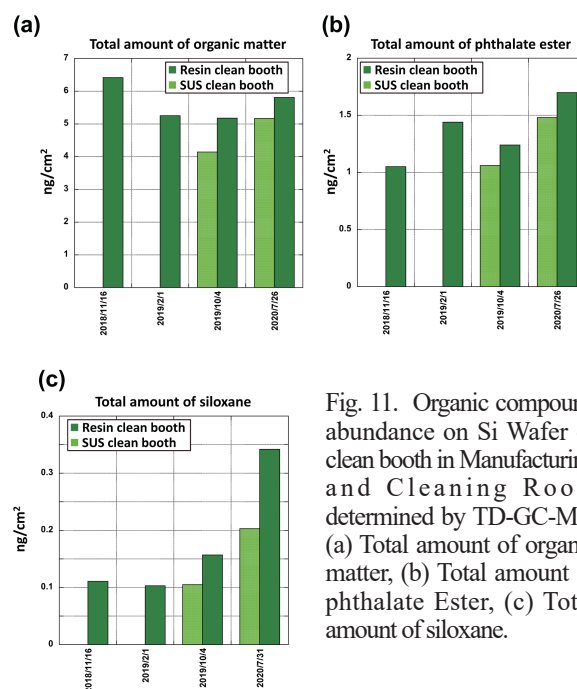 (a)
Total amount of organic matter
7
6
5
4
3
2
1
0
ng/cm²
Resin clean booth
SUS clean booth
2018/11/16
2019/2/1
2019/10/4
2020/7/26
(b)
Total amount of phthalate ester
2
1.5
1
0.5
0
ng/cm²
Resin clean booth
SUS clean booth
2018/11/16
2019/2/1
2019/10/4
2020/7/26
(c)
Total amount of siloxane
0.4
0.3
0.2
0.1
0
ng/cm²
Resin clean booth
SUS clean booth
2018/11/16
2019/2/1
2019/10/4
2020/7/31
Fig. 11. Organic compoun
abundance on Si Wafer
clean booth in Manufacturin
and Cleaning Roo
determined by TD-GC-M
(a) Total amount of organ
matter, (b) Total amount
phthalate Ester, (c) Tot
amount of siloxane.